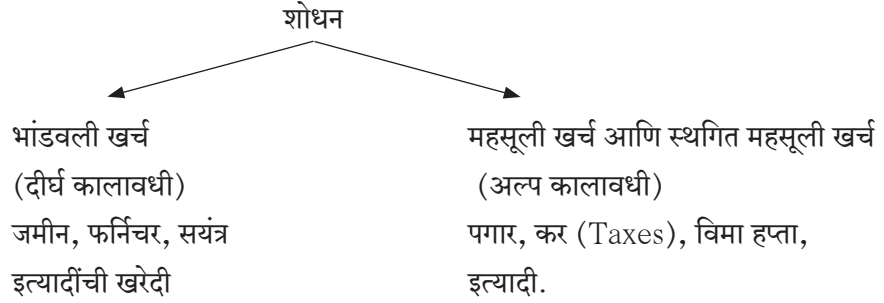 शोधन
भांडवली खर्च
(दीर्घ कालावधी)
जमीन, फर्निचर, सयंत्र
इत्यादींची खरेदी
महसूली खर्च आणि स्थगित महसूली खर्च
(अल्प कालावधी)
पगार, कर (Taxes), विमा हप्ता,
इत्यादी.